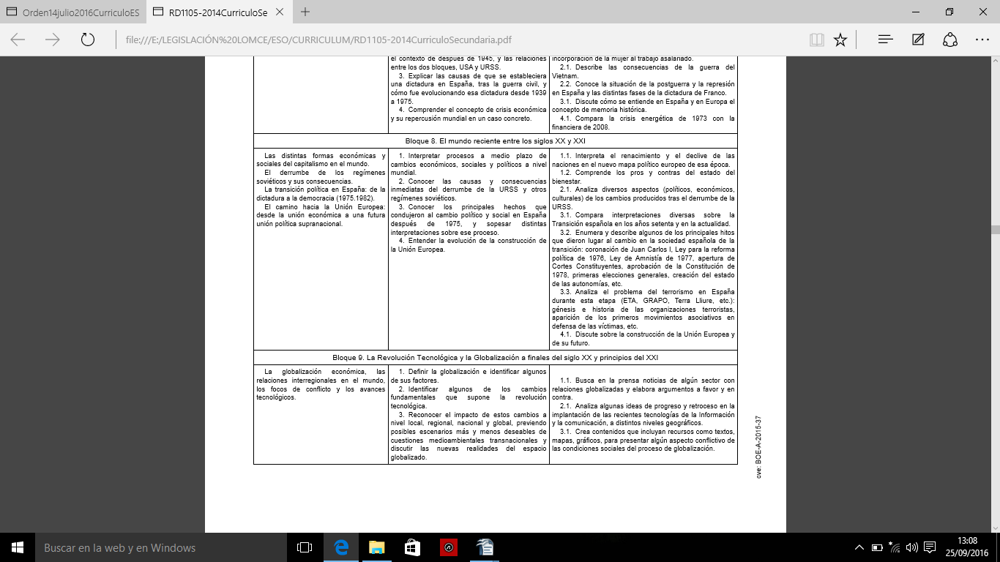 Orden14julio2016CurriculoES
RD1105-2014CurriculoSe
file:///E:/LEGISLACIÓN%20LOMCE/ESO/CURRICULUM/RD1105-2014CurriculoSecundaria.pdf
el contexto de después de 1945, y las relaciones
entre los dos bloques, USA y URSS.
3. Explicar las causas de que se estableciera
una dictadura en España, tras la guerra civil, y
cómo fue evolucionando esa dictadura desde 1939
a 1975.
4. Comprender el concepto de crisis económica
y su repercusión mundial en un caso concreto.
incorporación de la mujer al trabajo asalariado.
2.1. Describe las consecuencias de la guerra del
Vietnam.
2.2. Conoce la situación de la postguerra y la represión
en España y las distintas fases de la dictadura de Franco.
3.1. Discute cómo se entiende en España y en Europa el
concepto de memoria histórica.
4.1. Compara la crisis energética de 1973 con la
financiera de 2008.
Bloque 8. El mundo reciente entre los siglos XX y XXI
Las distintas formas económicas y
sociales del capitalismo en el mundo.
El derrumbe de los regímenes
soviéticos y sus consecuencias.
La transición política en España: de la
dictadura a la democracia (1975.1982).
El camino hacia la Unión Europea:
desde la unión económica a una futura
unión política supranacional.
1. Interpretar procesos a medio plazo de
cambios económicos, sociales y políticos a nivel
mundial.
2. Conocer las causas y consecuencias
inmediatas del derrumbe de la URSS y otros
regímenes soviéticos.
3. Conocer los principales hechos que
condujeron al cambio político y social en España
después de 1975, y sopesar distintas
interpretaciones sobre ese proceso.
4. Entender la evolución de la construcción de
la Unión Europea.
1.1. Interpreta el renacimiento y el declive de las
naciones en el nuevo mapa político europeo de esa época.
1.2. Comprende los pros y contras del estado del
bienestar.
2.1. Analiza diversos aspectos (políticos, económicos,
culturales) de los cambios producidos tras el derrumbe de la
URSS.
3.1. Compara interpretaciones diversas sobre la
Transición española en los años setenta y en la actualidad.
3.2. Enumera y describe algunos de los principales hitos
que dieron lugar al cambio en la sociedad española de la
transición: coronación de Juan Carlos I, Ley para la reforma
política de 1976, Ley de Amnistía de 1977, apertura de
Cortes Constituyentes, aprobación de la Constitución de
1978, primeras elecciones generales, creación del estado
de las autonomías, etc.
3.3. Analiza el problema del terrorismo en España
durante esta etapa (ETA, GRAPO, Terra Lliure, etc.):
génesis e historia de las organizaciones terroristas,
aparición de los primeros movimientos asociativos en
defensa de las víctimas, etc.
4.1. Discute sobre la construcción de la Unión Europea y
de su futuro.
Bloque 9. La Revolución Tecnológica y la Globalización a finales del siglo XX y principios del XXI
La globalización económica, las
relaciones interregionales en el mundo,
los focos de conflicto y los avances
tecnológicos.
1. Definir la globalización e identificar algunos
de sus factores.
2. Identificar algunos de los cambios
fundamentales que supone la revolución
tecnológica.
3. Reconocer el impacto de estos cambios a
nivel local, regional, nacional y global, previendo
posibles escenarios más y menos deseables de
cuestiones medioambientales transnacionales y
discutir las nuevas realidades del espacio
globalizado.
1.1. Busca en la prensa noticias de algún sector con
relaciones globalizadas y elabora argumentos a favor y en
contra.
2.1. Analiza algunas ideas de progreso y retroceso en la
implantación de las recientes tecnologías de la Información
y la comunicación, a distintos niveles geográficos.
3.1. Crea contenidos que incluyan recursos como textos,
mapas, gráficos, para presentar algún aspecto conflictivo de
las condiciones sociales del proceso de globalización.
cve: BOE-A-2015-37
Buscar en la web y en Windows
13:08
25/09/2016